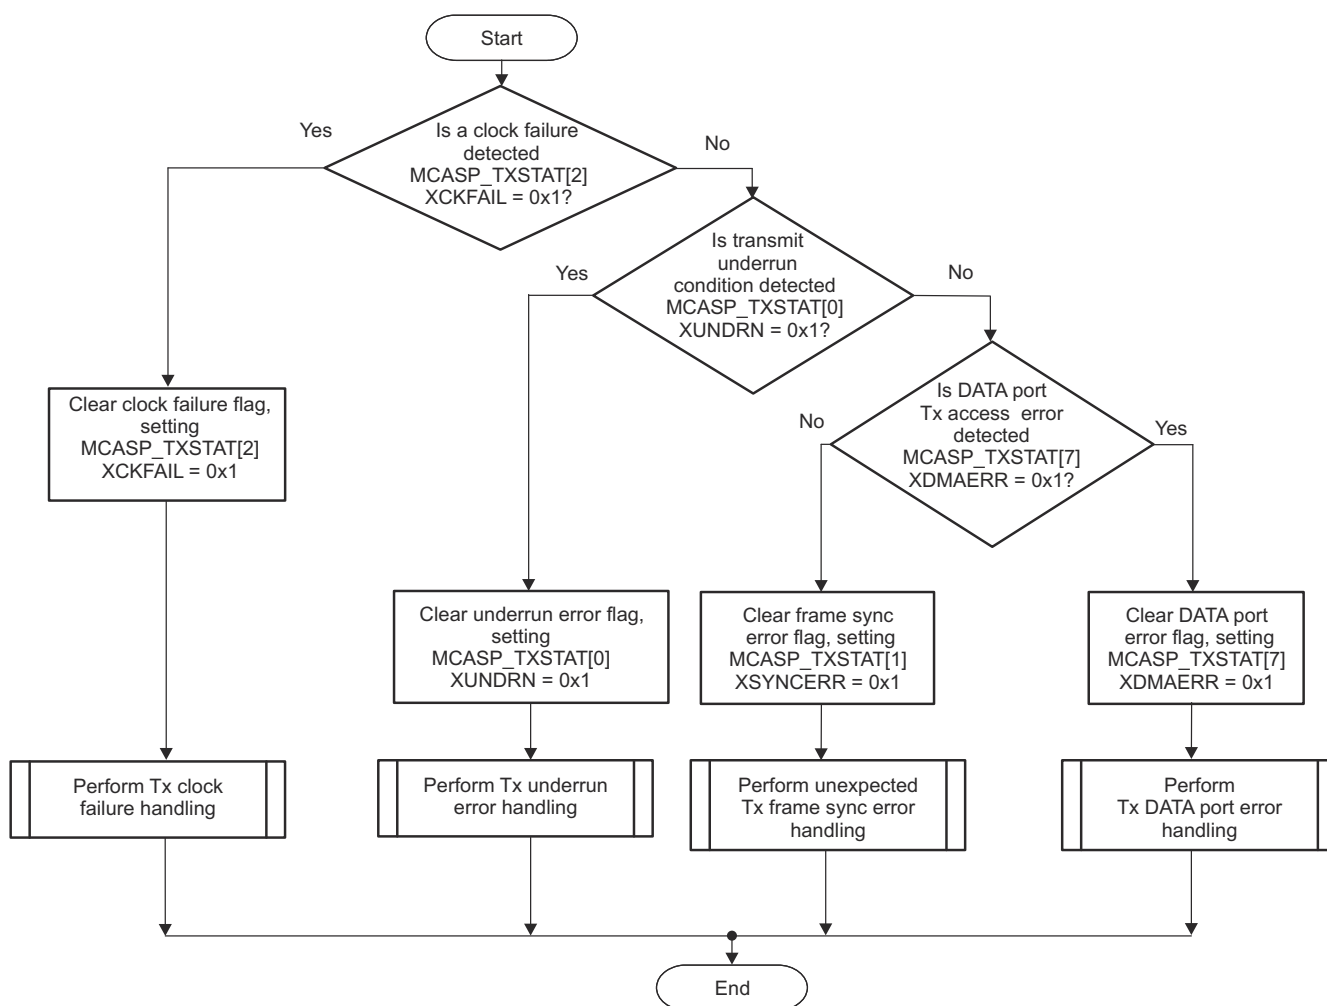 Start
Yes
Is a clock failure
detected
MCASP_TXSTAT[2]
XCKFAIL = 0x1?
No
Yes
Is transmit
underrun
condition detected
MCASP_TXSTAT[0]
XUNDRN = 0x1?
No
No
Is DATA port
Tx access error
detected
MCASP_TXSTAT[7]
XDMAERR = 0x1?
Yes
Clear clock failure flag,
setting
MCASP_TXSTAT[2]
XCKFAIL = 0x1
Clear underrun error flag,
setting
MCASP_TXSTAT[0]
XUNDRN = 0x1
Clear frame sync
error flag, setting
MCASP_TXSTAT[1]
XSYNCERR = 0x1
Clear DATA port
error flag, setting
MCASP_TXSTAT[7]
XDMAERR = 0x1
Perform Tx clock
failure handling
Perform Tx underrun
error handling
Perform unexpected
Tx frame sync error
handling
Perform
Tx DATA port error
handling
End